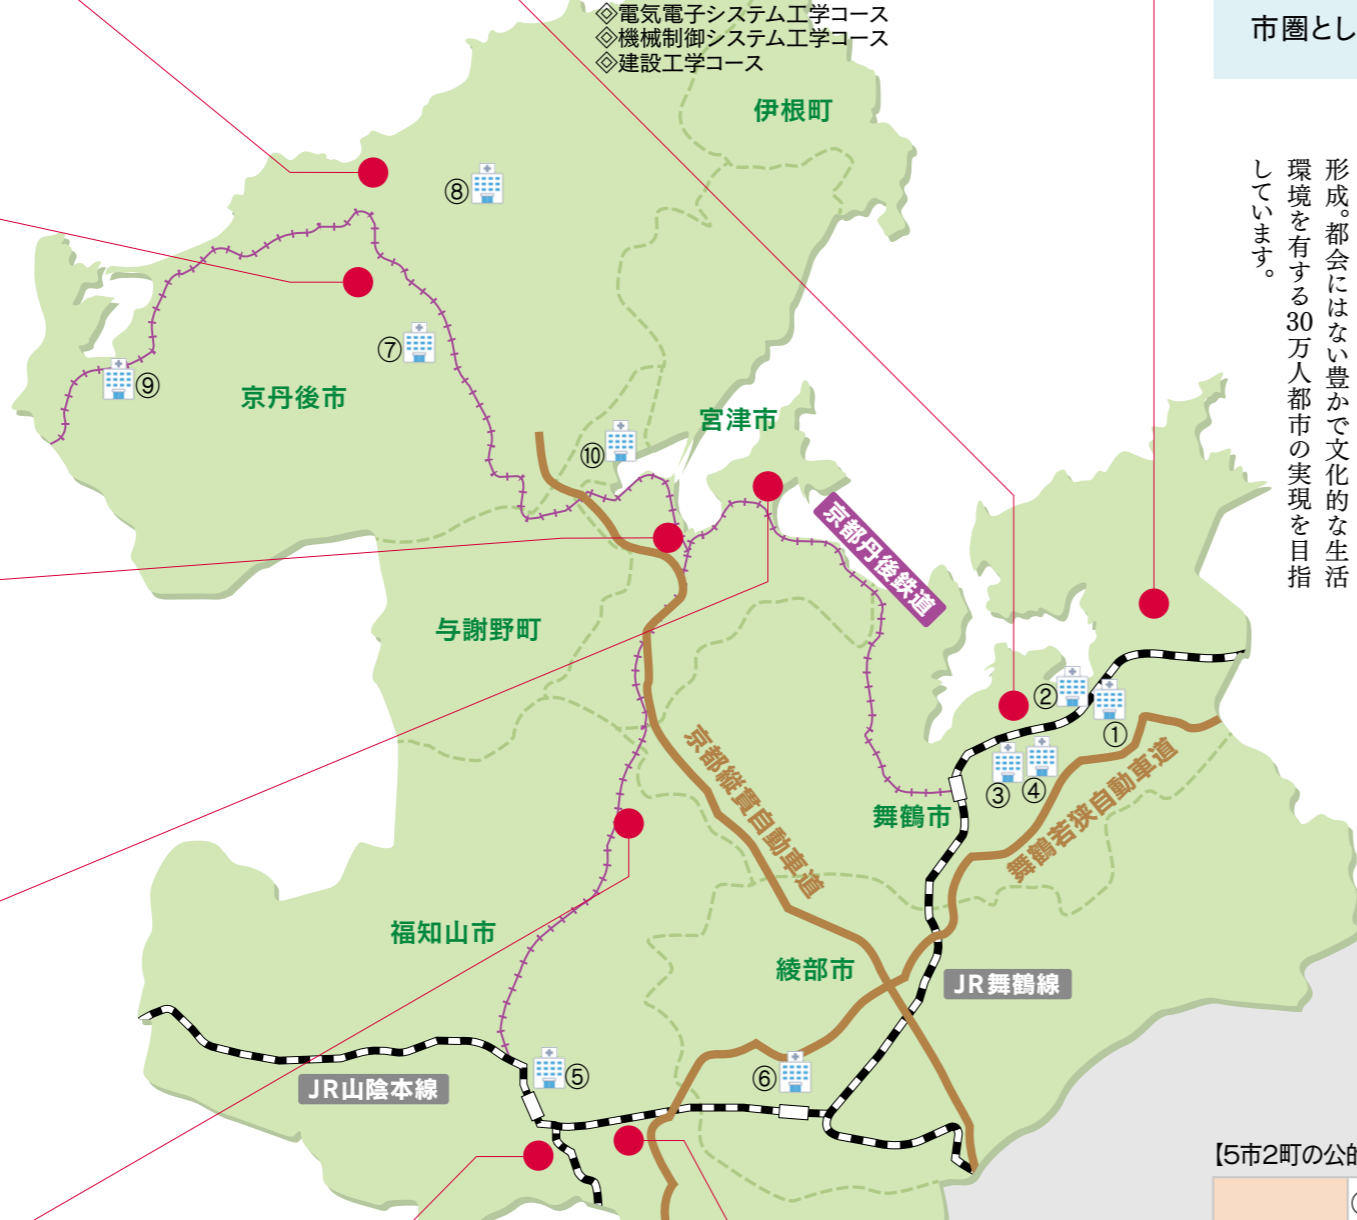 ◎電気電子システム工学コース
◎機械制御システム工学コース
◎建設工学コース
市圏とし
形成。都会にはない豊かで文化的な生活
環境を有する30万人都市の実現を目指
しています。
伊根町
⑧
⑦
⑨
京丹後市
⑩
宮津市
京都丹後鉄道
与謝野町
②
①
③
④
京都縦貫自動車道
舞鶴市
舞鶴若狭自動車道
福知山市
綾部市
JR舞鶴線
JR山陰本線
⑤
⑥
【5市2町の公的